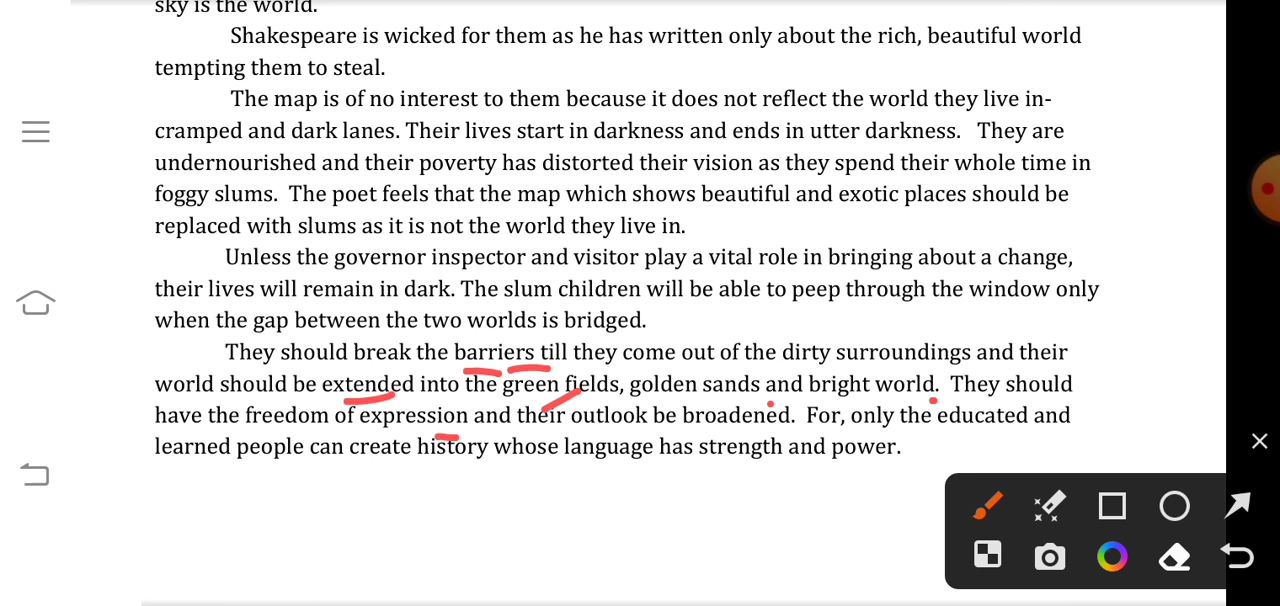 sky is the world.
Shakespeare is wicked for them as he has written only about the rich, beautiful world
tempting them to steal.
The map is of no interest to them because it does not reflect the world they live in-
cramped and dark lanes. Their lives start in darkness and ends in utter darkness. They are
undernourished and their poverty has distorted their vision as they spend their whole time in
foggy slums. The poet feels that the map which shows beautiful and exotic places should be
replaced with slums as it is not the world they live in.
Unless the governor inspector and visitor play a vital role in bringing about a change,
their lives will remain in dark. The slum children will be able to peep through the window only
when the gap between the two worlds is bridged.
They should break the barriers till they come out of the dirty surroundings and their
world should be extended into the green fields, golden sands and bright world. They should
have the freedom of expression and their outlook be broadened. For, only the educated and
learned people can create history whose language has strength and power.